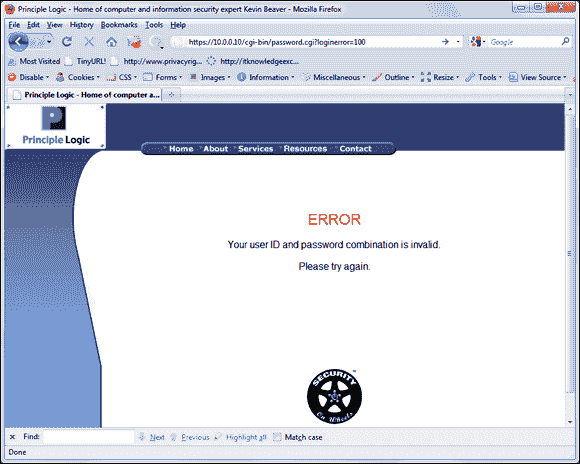 Principle Logic - Home of computer and information security expert Kevin Beaver - Mozilla Firefox
File Edit View History Bookmarks Tools Help
https://10.0.0.10/cgi-bin/password.cgi?loginerror=100 Google
Most Visited TinyURL! http://www.privacyrig... http://itknowledgeexc...
Disable Cookies CSS Forms Images Information Miscellaneous Outline Resize Tools View Source
Principle Logic - Home of computer a...
Principle Logic
Home About Services Resources Contact
ERROR
Your user ID and password combination is invalid.
Please try again.
SECURITY
On Wheels
Find: Next Previous Highlight all Match case
Done